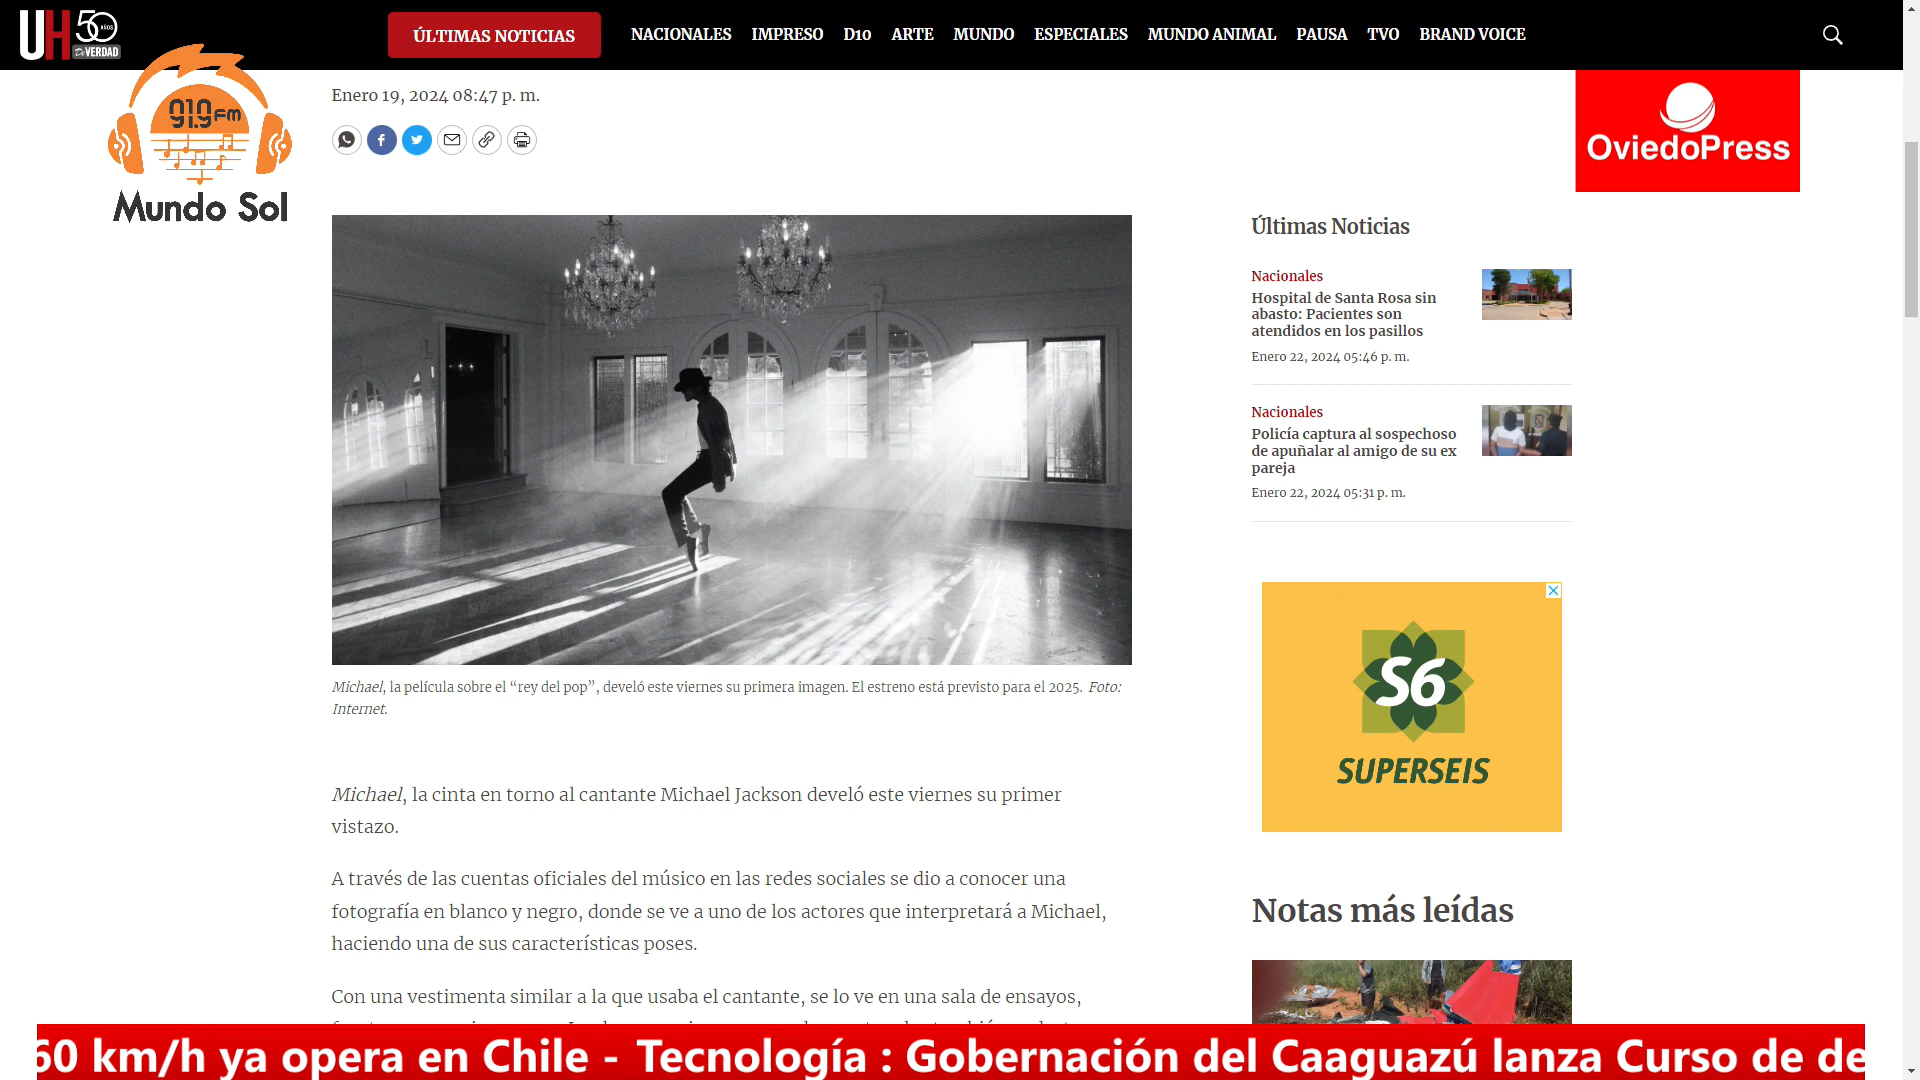 UH 50 AÑOS
De VERDAD
ÚLTIMAS NOTICIAS
NACIONALES IMPRESO D10 ARTE MUNDO ESPECIALES MUNDO ANIMAL PAUSA TVO BRAND VOICE
91.9 FM
Mundo Sol
Enero 19, 2024 08:47 p. m.
OviedoPress
Michael, la película sobre el “rey del pop”, develó este viernes su primera imagen. El estreno está previsto para el 2025. Foto:
Internet.
Michael, la cinta en torno al cantante Michael Jackson develó este viernes su primer
vistazo.
A través de las cuentas oficiales del músico en las redes sociales se dio a conocer una
fotografía en blanco y negro, donde se ve a uno de los actores que interpretará a Michael,
haciendo una de sus características poses.
Con una vestimenta similar a la que usaba el cantante, se lo ve en una sala de ensayos,
Últimas Noticias
Nacionales
Hospital de Santa Rosa sin
abasto: Pacientes son
atendidos en los pasillos
Enero 22, 2024 05:46 p. m.
Nacionales
Policía captura al sospechoso
de apuñalar al amigo de su ex
pareja
Enero 22, 2024 05:31 p. m.
S6
SUPERSEIS
Notas más leídas
60 km/h ya opera en Chile - Tecnología : Gobernación del Caaguazú lanza Curso de de